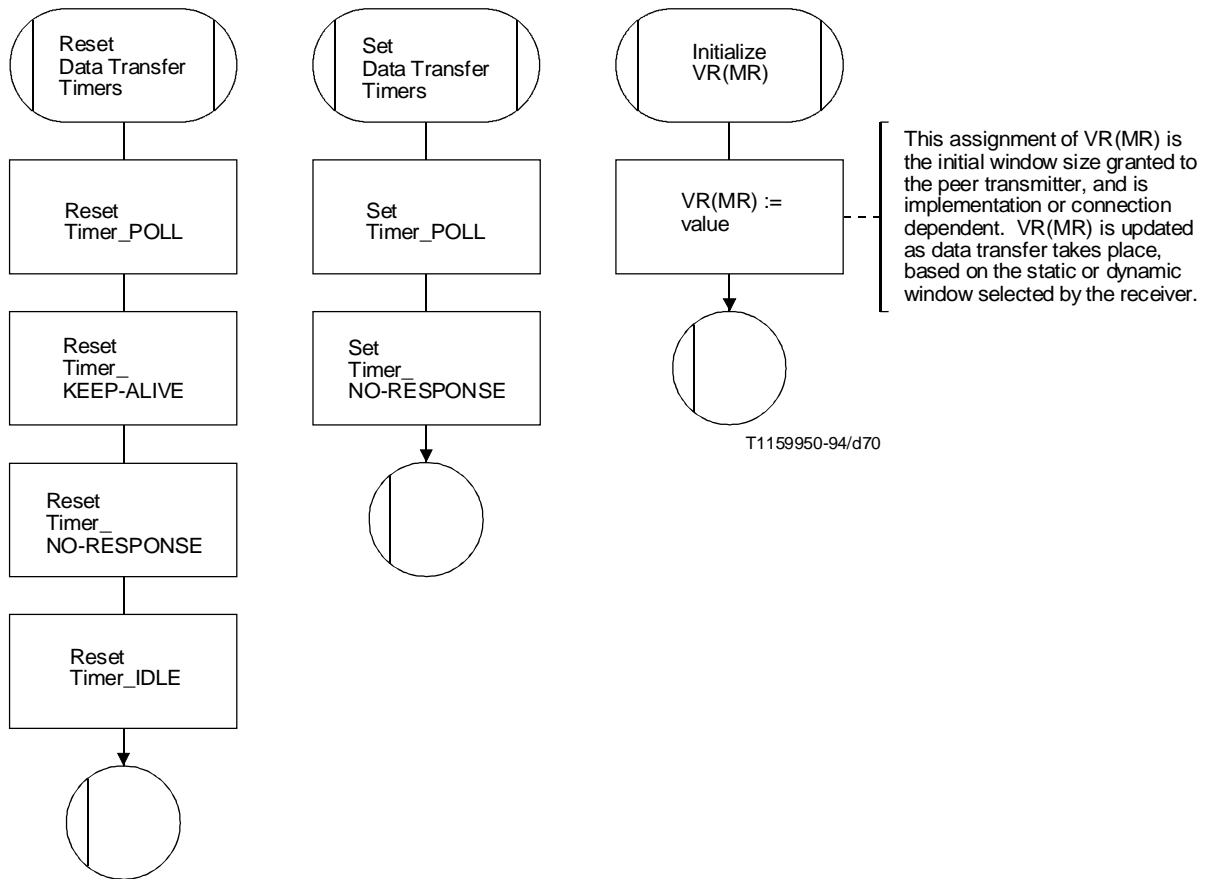 Reset
Data Transfer
Timers
Reset
Timer_POLL
Reset
Timer_
KEEP-ALIVE
Reset
Timer_
NO-RESPONSE
Reset
Timer_IDLE
Set
Data Transfer
Timers
Set
Timer_POLL
Set
Timer_
NO-RESPONSE
Initialize
VR(MR)
VR(MR) :=
value
This assignment of VR(MR) is
the initial window size granted to
the peer transmitter, and is
implementation or connection
dependent. VR(MR) is updated
as data transfer takes place,
based on the static or dynamic
window selected by the receiver.
T1159950-94/d70